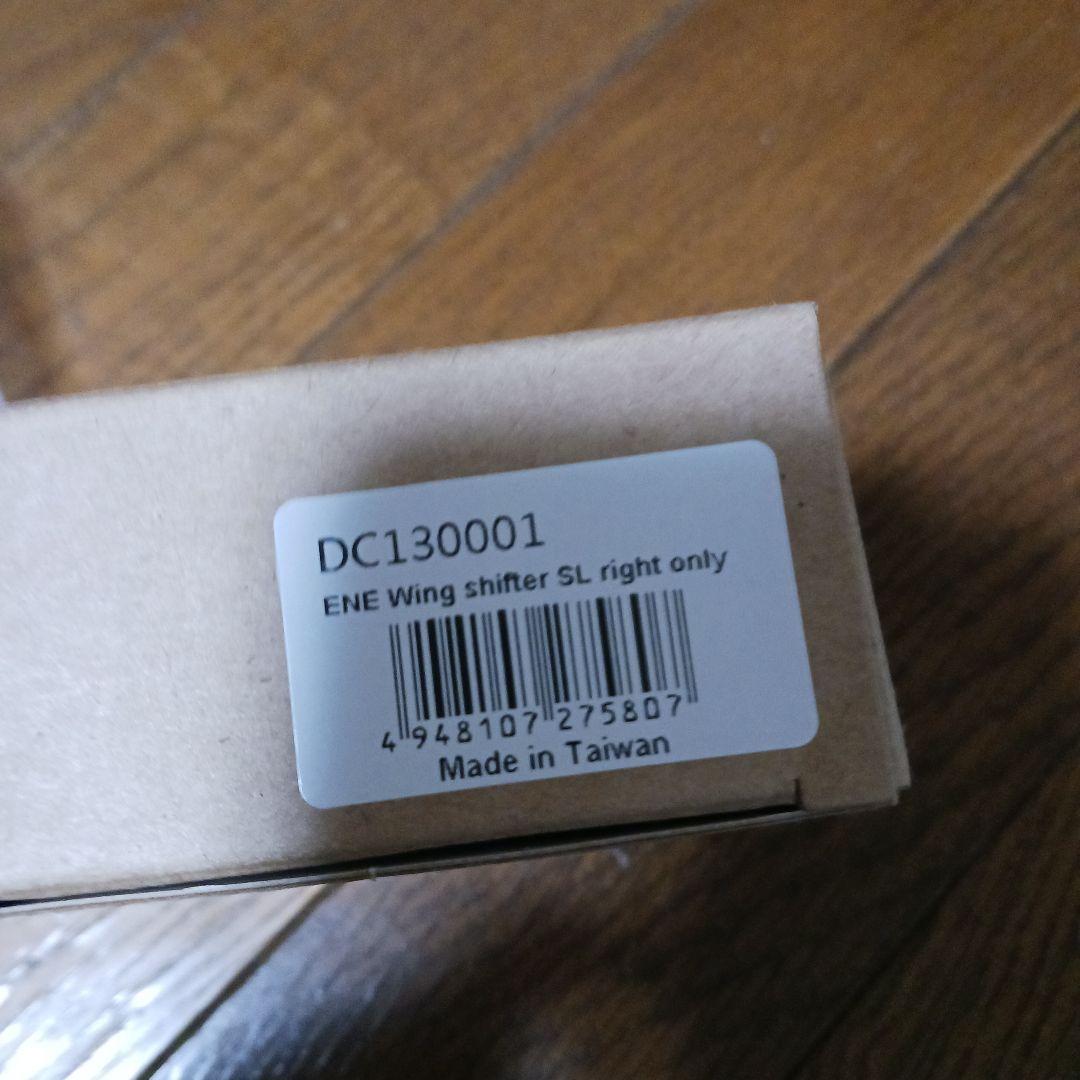 DC130001
ENE Wing shifter SL right only
4 948107 275807
Made in Taiwan